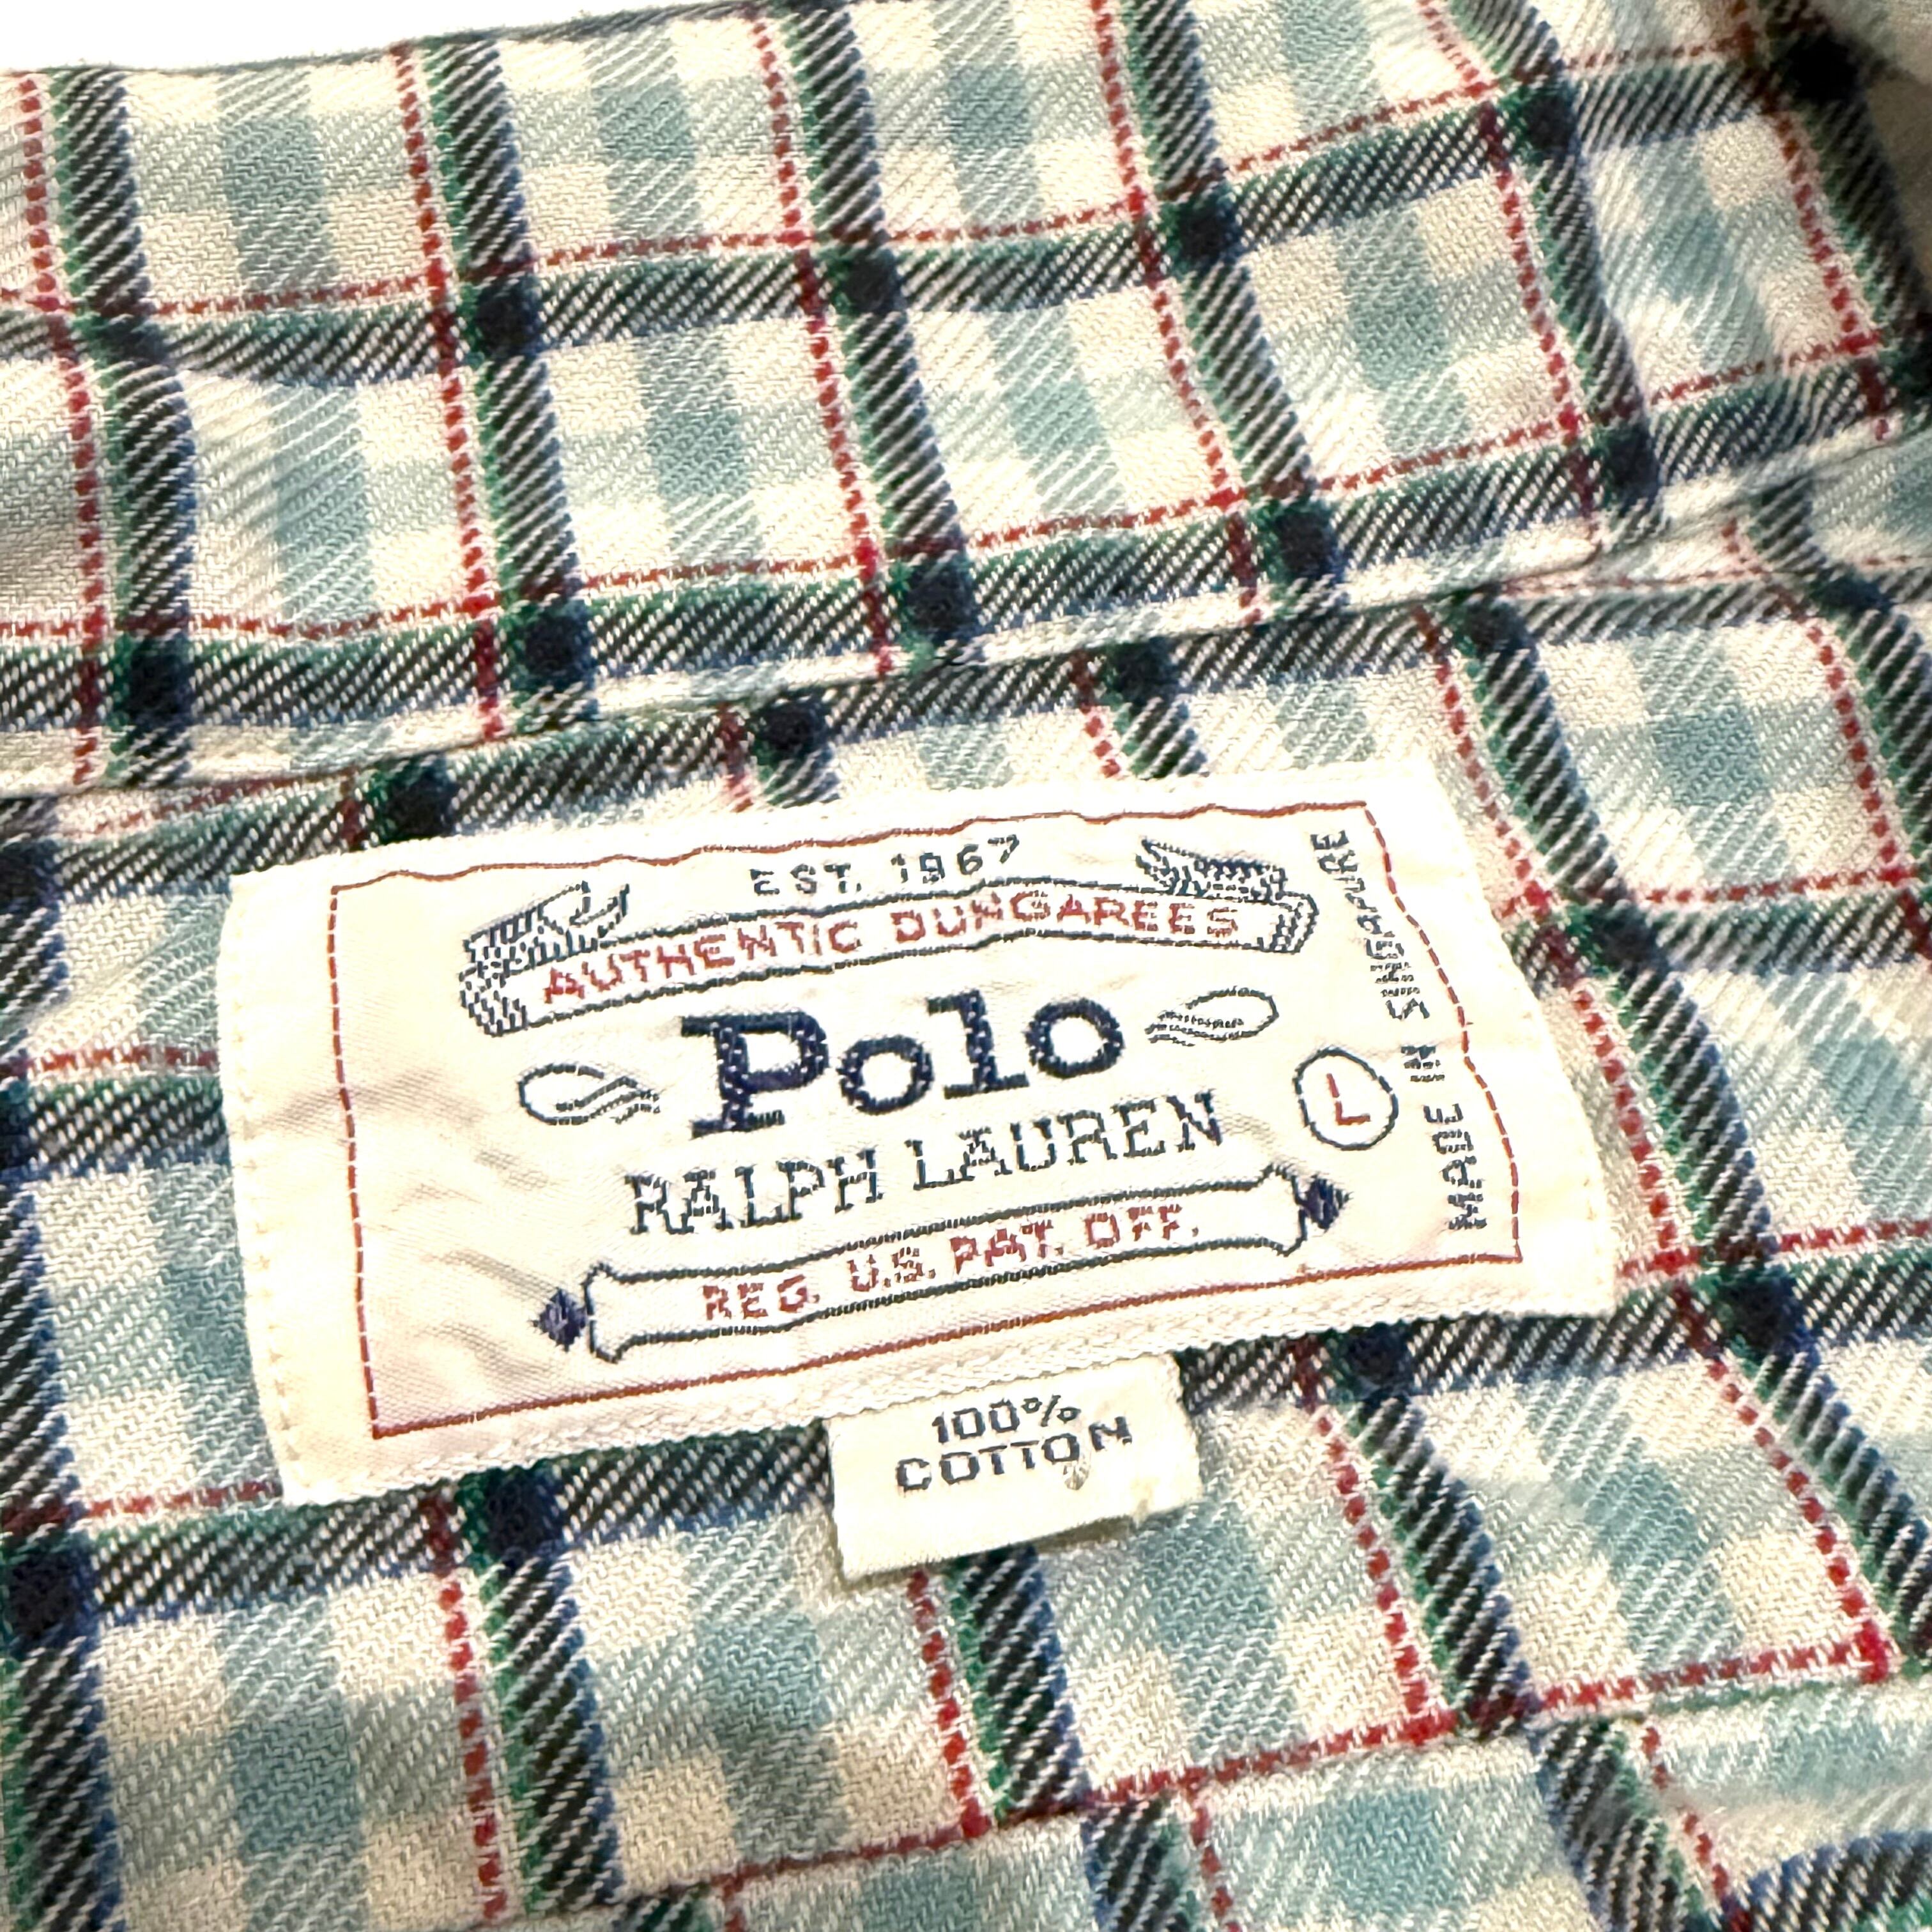 EST. 1967
AUTHENTIC DUNGAREES
Polo
RALPH LAUREN
L
REG. U.S. PAT. OFF.
MADE IN SINGAPORE
100%
COTTON